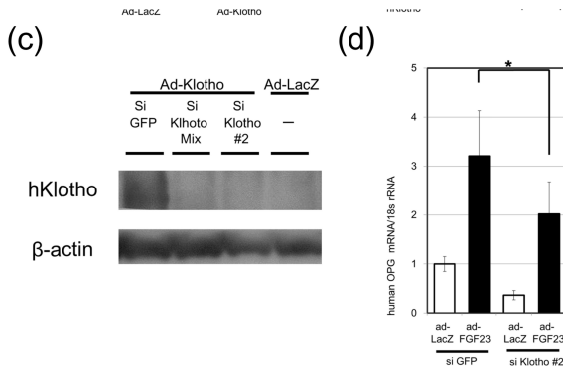 Ad-LacZ Ad-Klotho hKlotho
(c)
Ad-Klotho Ad-LacZ
Si Si Si
GFP Klhoto Klotho —
Mix #2
hKlotho
β-actin
(d)
*
5
4
3
2
1
0
human OPG mRNA/18s rRNA
ad- ad- ad- ad-
LacZ FGF23 LacZ FGF23
si GFP si Klotho #2